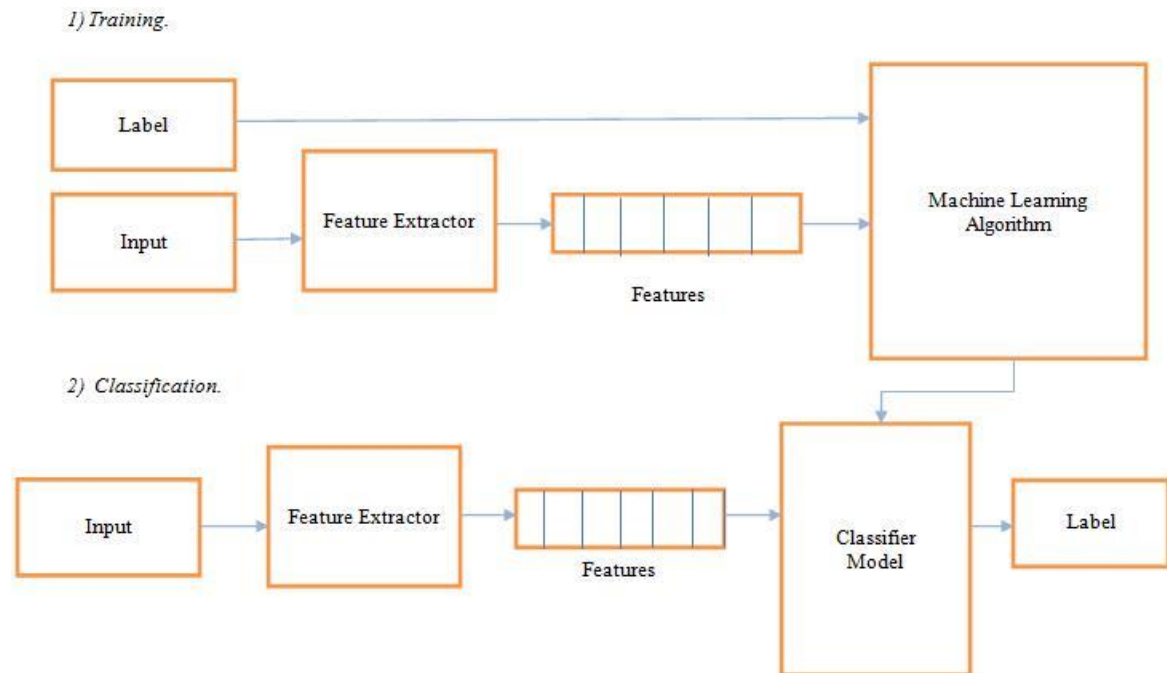 1) Training.
Label
Input
Feature Extractor
Features
Machine Learning
Algorithm
2) Classification.
Input
Feature Extractor
Features
Classifier
Model
Label